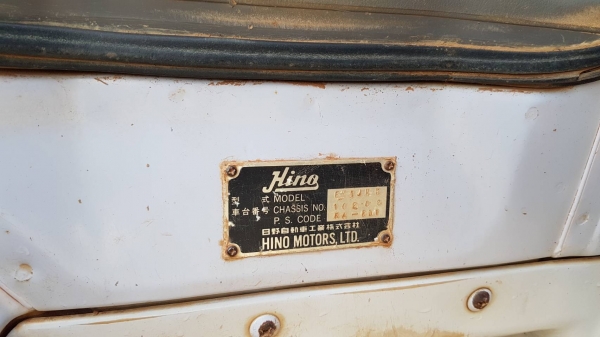 Hino
型式 MODEL
車台番号 CHASSIS NO.
P. S. CODE
日野自動車工業株式会社
HINO MOTORS, LTD.